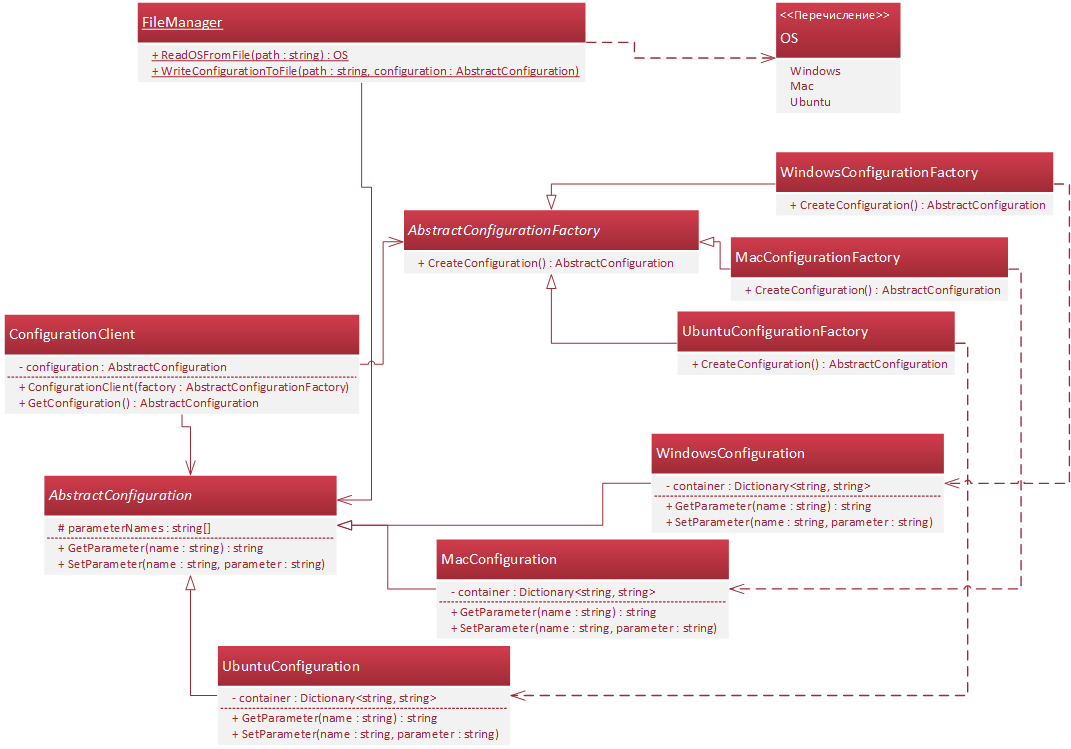 FileManager
+ ReadOSFromFile(path : string) : OS
+ WriteConfigurationToFile(path : string, configuration : AbstractConfiguration)
<<Перечисление>>
OS
Windows
Mac
Ubuntu
WindowsConfigurationFactory
+ CreateConfiguration() : AbstractConfiguration
AbstractConfigurationFactory
+ CreateConfiguration() : AbstractConfiguration
MacConfigurationFactory
+ CreateConfiguration() : AbstractConfiguration
UbuntuConfigurationFactory
+ CreateConfiguration() : AbstractConfiguration
ConfigurationClient
- configuration : AbstractConfiguration
+ ConfigurationClient(factory : AbstractConfigurationFactory)
+ GetConfiguration() : AbstractConfiguration
WindowsConfiguration
- container : Dictionary<string, string>
+ GetParameter(name : string) : string
+ SetParameter(name : string, parameter : string)
AbstractConfiguration
# parameterNames : string[]
+ GetParameter(name : string) : string
+ SetParameter(name : string, parameter : string)
MacConfiguration
- container : Dictionary<string, string>
+ GetParameter(name : string) : string
+ SetParameter(name : string, parameter : string)
UbuntuConfiguration
- container : Dictionary<string, string>
+ GetParameter(name : string) : string
+ SetParameter(name : string, parameter : string)